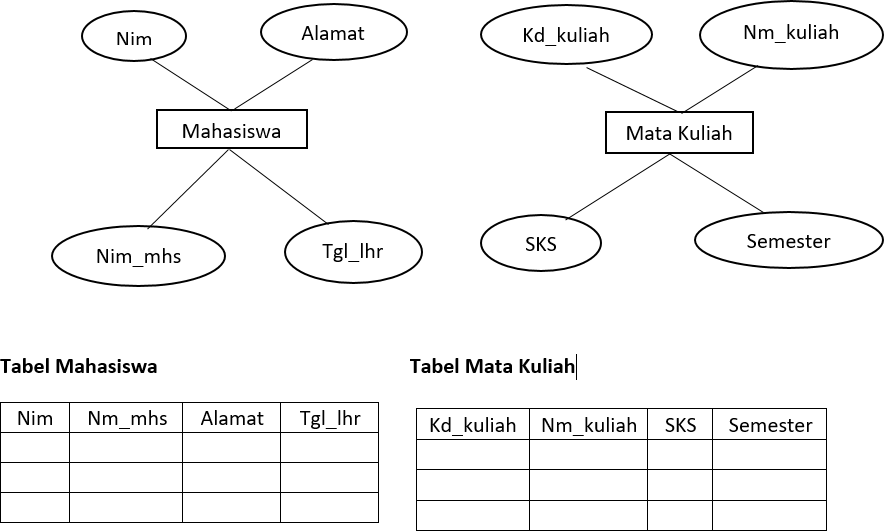 Nim
Alamat
Kd_kuliah
Nm_kuliah
Mahasiswa
Mata Kuliah
Nim_mhs
Tgl_lhr
SKS
Semester
Tabel Mahasiswa
Tabel Mata Kuliah
Nim Nm_mhs Alamat Tgl_lhr
Kd_kuliah Nm_kuliah SKS Semester